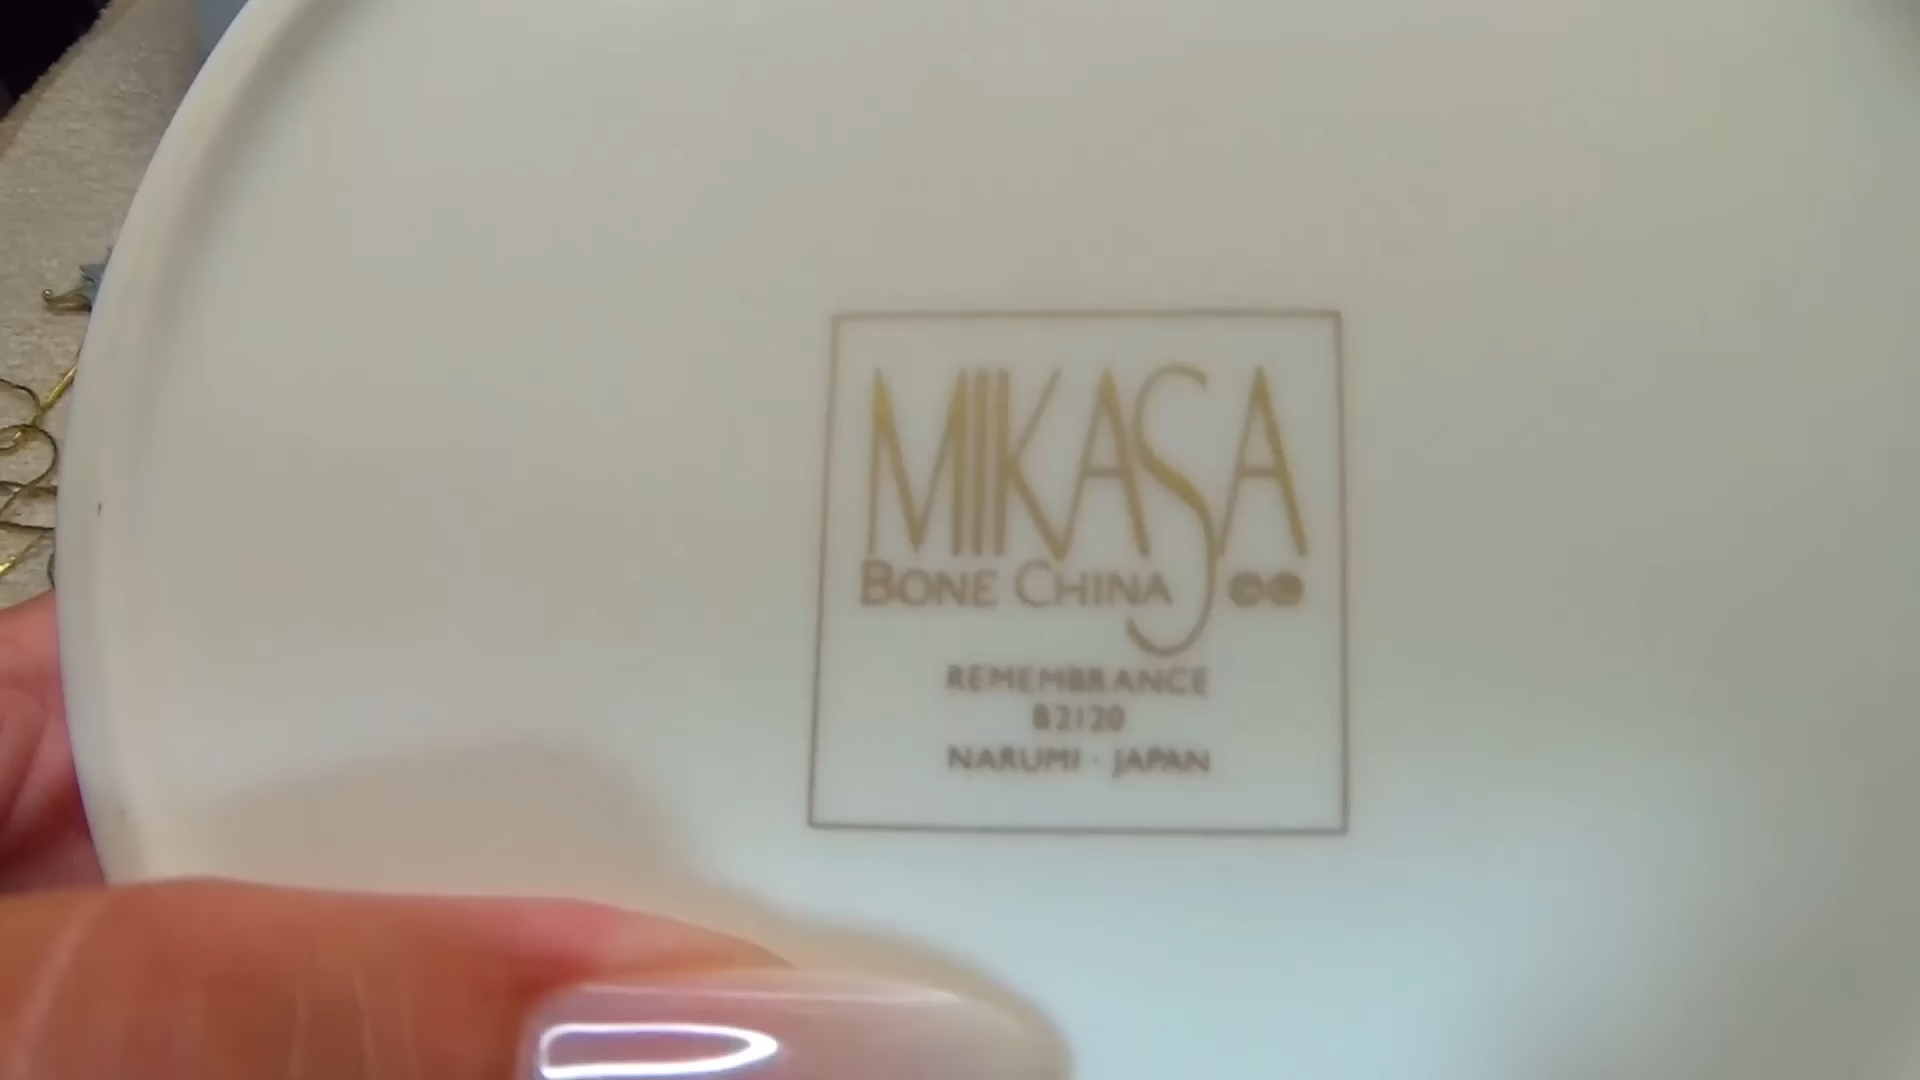 MIKASA
BONE CHINA ©®
REMEMBRANCE
B2120
NARUMI · JAPAN